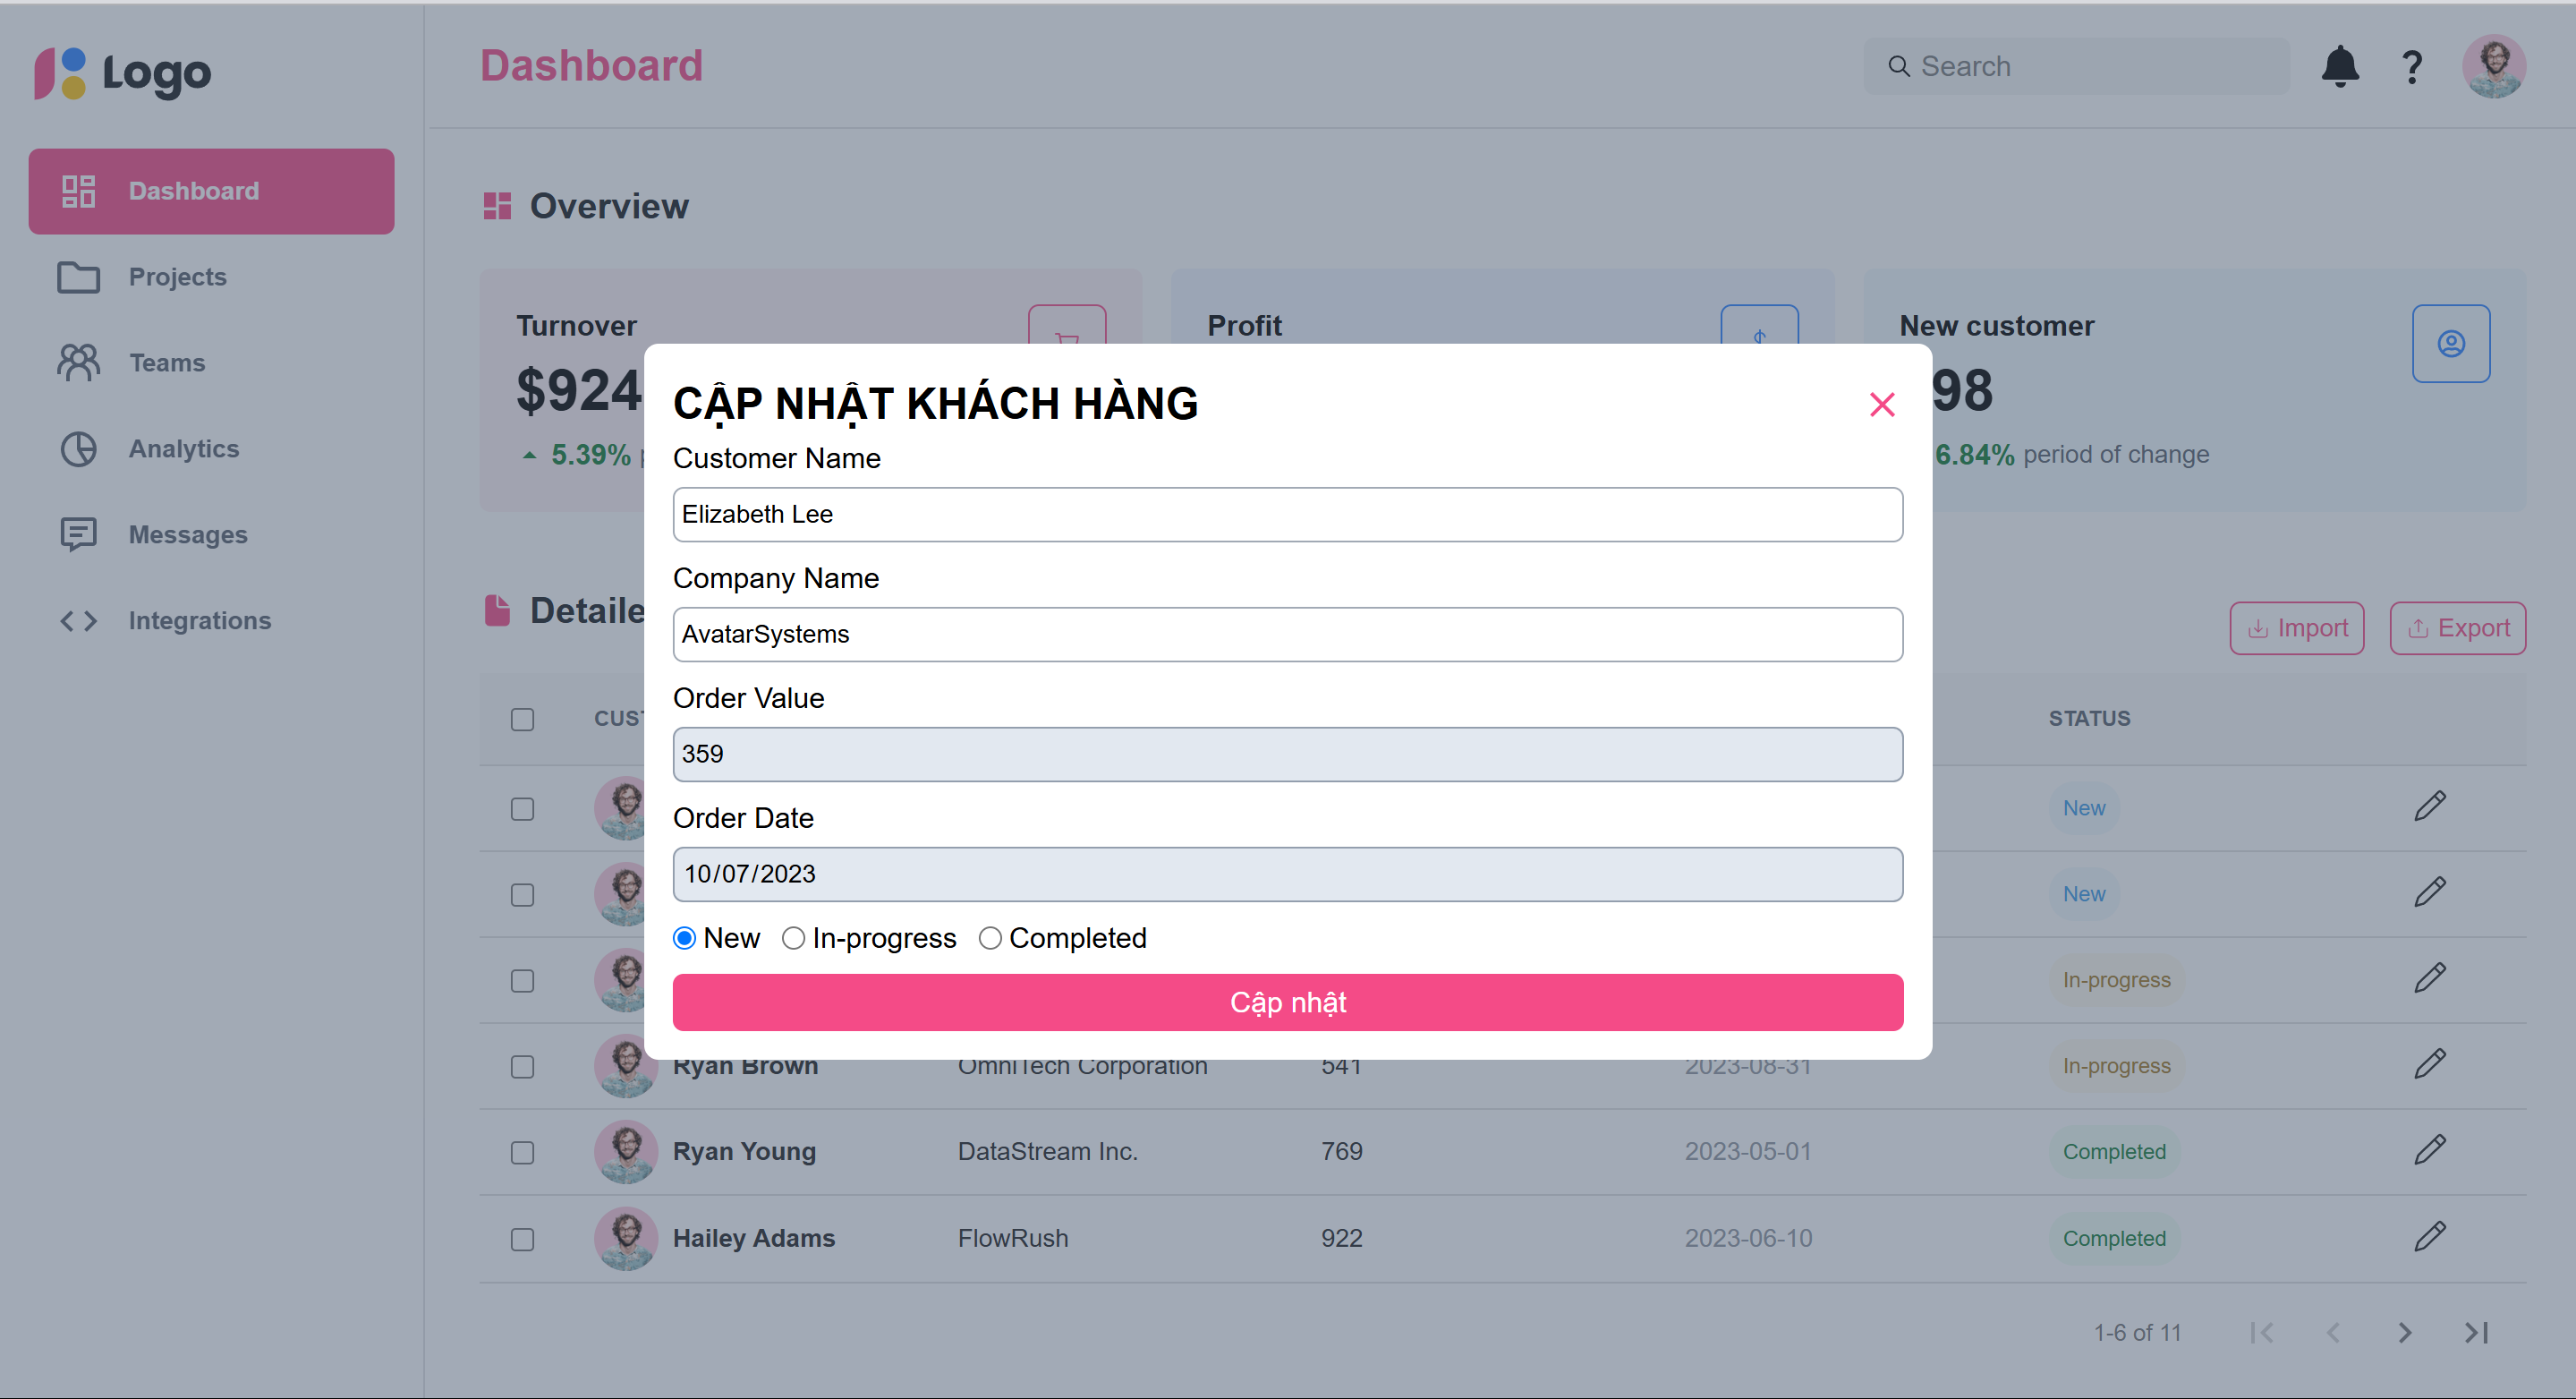 Logo
Dashboard
Search
?
Dashboard
Projects
Teams
Analytics
Messages
Integrations
Overview
Turnover
Profit
New customer
$924
98
5.39%
6.84% period of change
CẬP NHẬT KHÁCH HÀNG
Customer Name
Elizabeth Lee
Company Name
AvatarSystems
Order Value
359
Order Date
10/07/2023
New In-progress Completed
Cập nhật
Detaile
Import Export
CUST STATUS
New
New
In-progress
Ryan Brown OmniTech Corporation 541 2023-08-31 In-progress
Ryan Young DataStream Inc. 769 2023-05-01 Completed
Hailey Adams FlowRush 922 2023-06-10 Completed
1-6 of 11